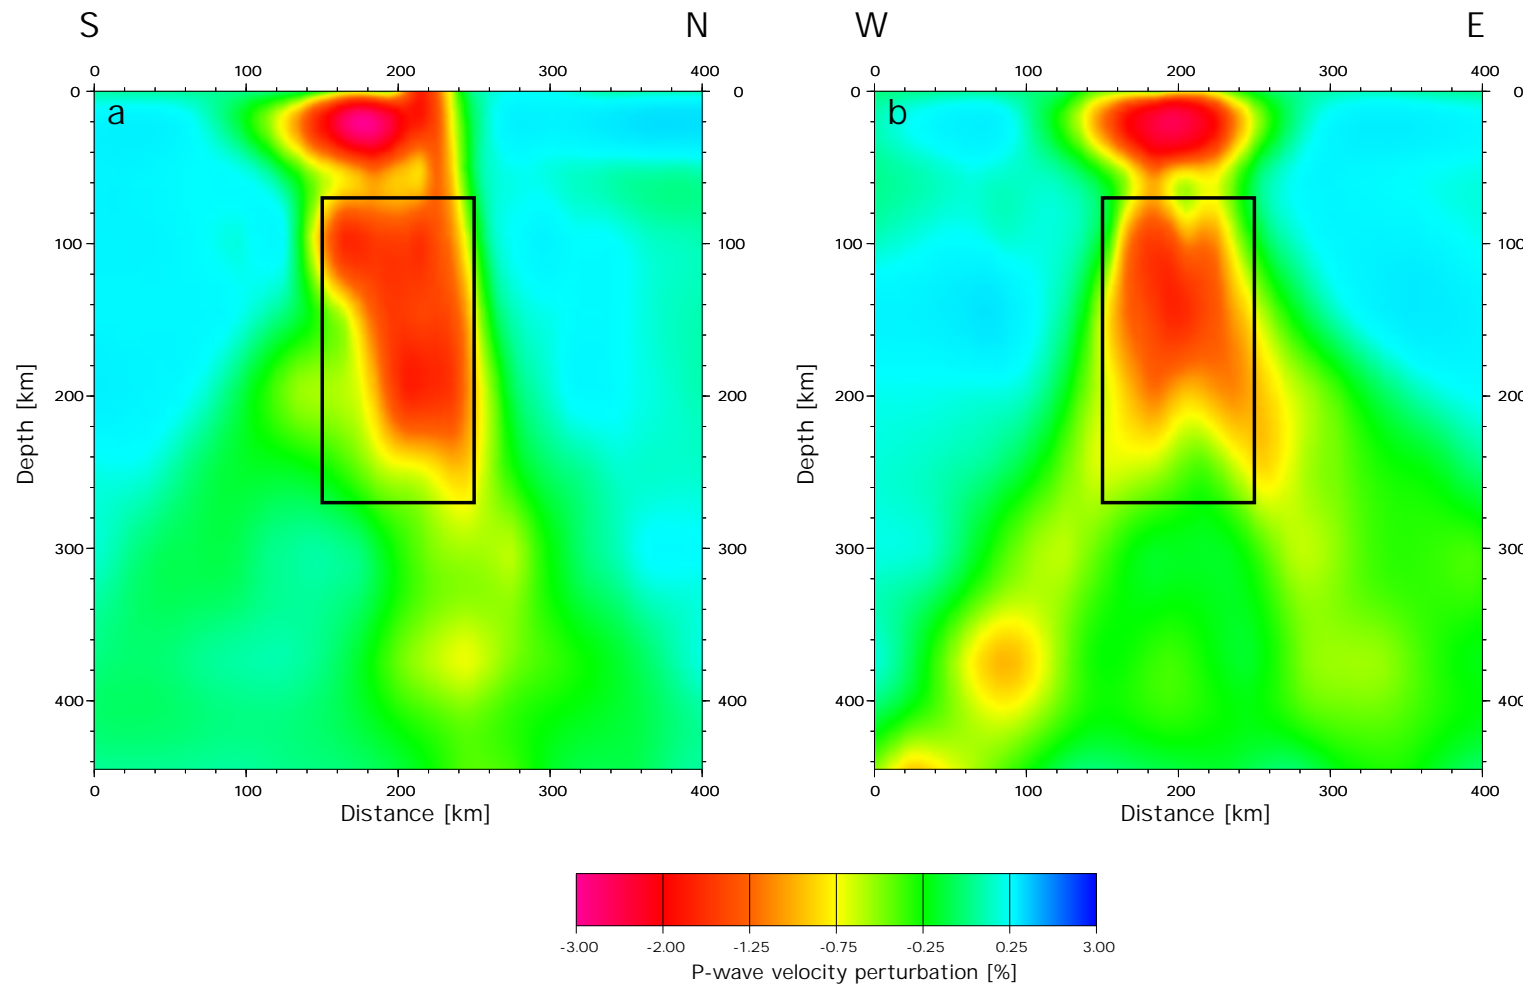 S N W E
0 100 200 300 400 0 100 200 300 400
0 a 0 0 b 0
100 100 100 100
200 200 200 200
Depth [km] Depth [km]
300 300 300 300
400 400 400 400
0 100 200 300 400 0 100 200 300 400
Distance [km] Distance [km]
-3.00 -2.00 -1.25 -0.75 -0.25 0.25 3.00
P-wave velocity perturbation [%]